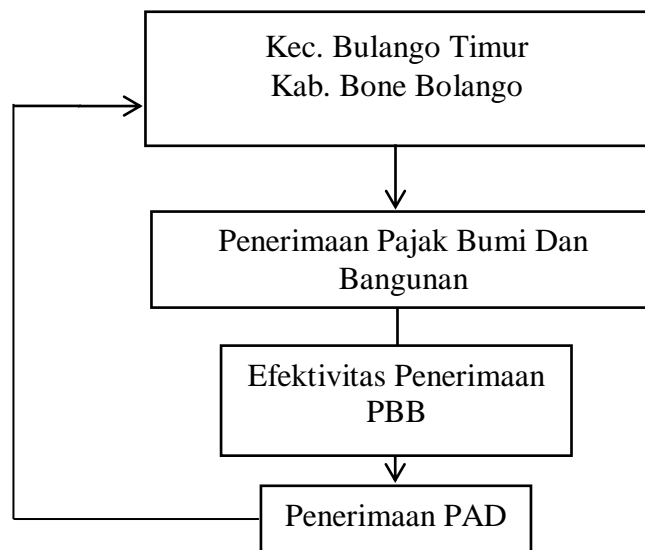 Kec. Bulango Timur
Kab. Bone Bolango
Penerimaan Pajak Bumi Dan
Bangunan
Efektivitas Penerimaan
PBB
Penerimaan PAD